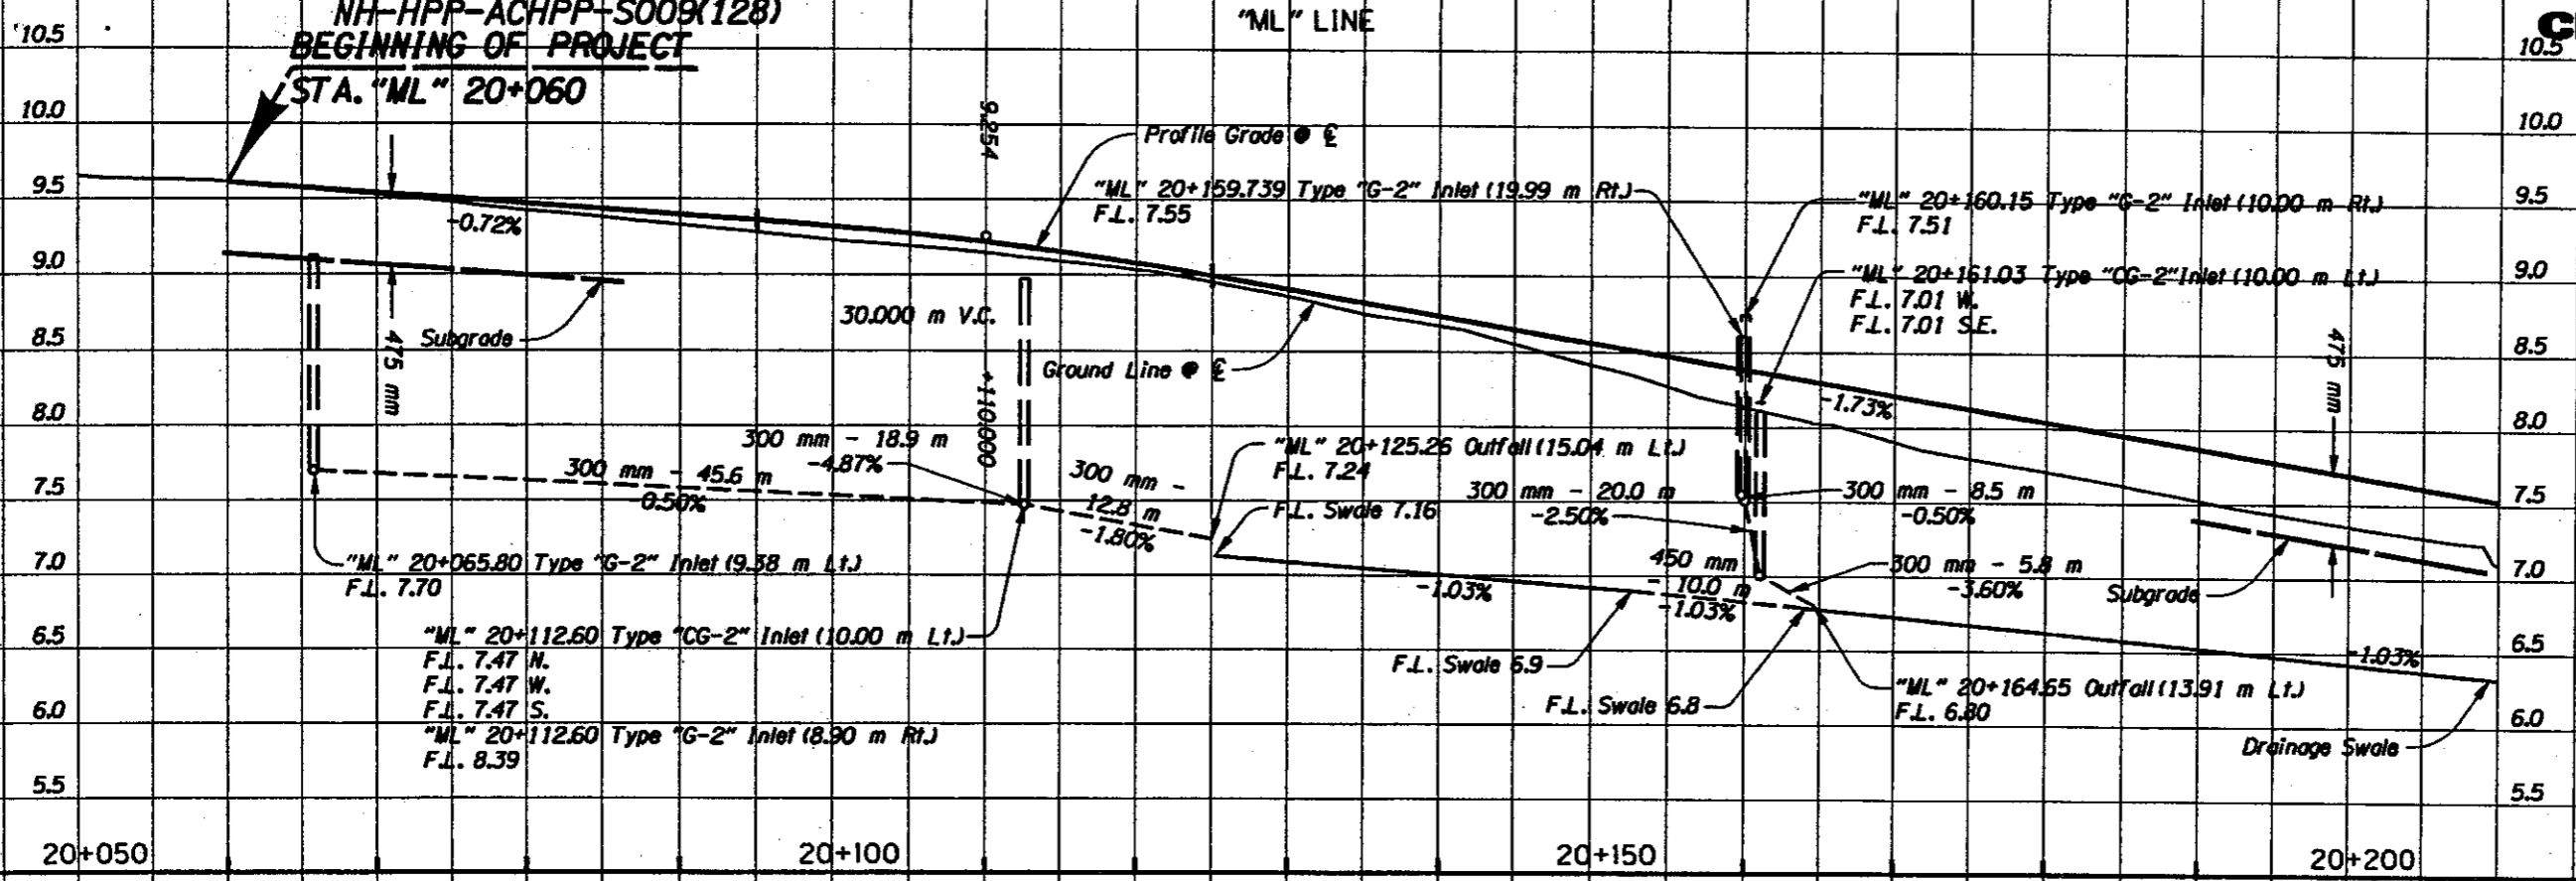 NH-HPP-ACHPP-S009(128)
BEGINNING OF PROJECT
STA. "ML" 20+060
"ML" LINE
C
10.5
10.0
9.5
9.0
8.5
8.0
7.5
7.0
6.5
6.0
5.5
10.5
10.0
9.5
9.0
8.5
8.0
7.5
7.0
6.5
6.0
5.5
-0.72%
475 mm
Subgrade
9.254
30.000 m V.C.
+110.000
Profile Grade @ ℄
Ground Line @ ℄
"ML" 20+159.739 Type "G-2" Inlet (19.99 m Rt.)
F.L. 7.55
"ML" 20+160.15 Type "G-2" Inlet (10.00 m Rt.)
F.L. 7.51
"ML" 20+161.03 Type "CG-2" Inlet (10.00 m Lt.)
F.L. 7.01 W.
F.L. 7.01 S.E.
-1.73%
475 mm
300 mm - 45.6 m
-0.50%
300 mm - 18.9 m
-4.87%
300 mm -
12.8 m
-1.80%
"ML" 20+125.26 Outfall (15.04 m Lt.)
F.L. 7.24
F.L. Swale 7.16
300 mm - 20.0 m
-2.50%
300 mm - 8.5 m
-0.50%
"ML" 20+065.80 Type "G-2" Inlet (9.38 m Lt.)
F.L. 7.70
"ML" 20+112.60 Type "CG-2" Inlet (10.00 m Lt.)
F.L. 7.47 N.
F.L. 7.47 W.
F.L. 7.47 S.
"ML" 20+112.60 Type "G-2" Inlet (8.90 m Rt.)
F.L. 8.39
-1.03%
450 mm
- 10.0 m
-1.03%
300 mm - 5.8 m
-3.60%
Subgrade
F.L. Swale 6.9
F.L. Swale 6.8
"ML" 20+164.65 Outfall (13.91 m Lt.)
F.L. 6.80
-1.03%
Drainage Swale
20+050
20+100
20+150
20+200